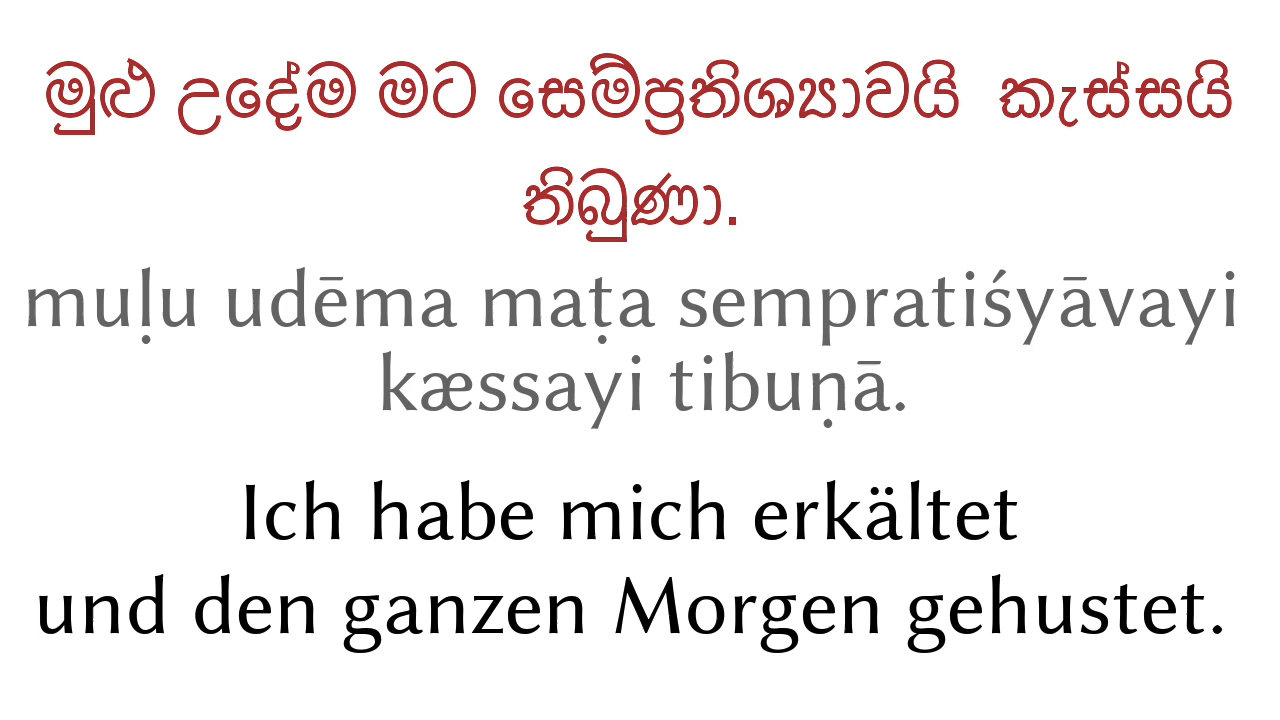 මුළු උදේම මට සෙම්ප්‍රතිශ්‍යාවයි  කැස්සයි
තිබුණා.
muḷu udēma maṭa sempratiśyāvayi
kæssayi tibuṇā.
Ich habe mich erkältet
und den ganzen Morgen gehustet.